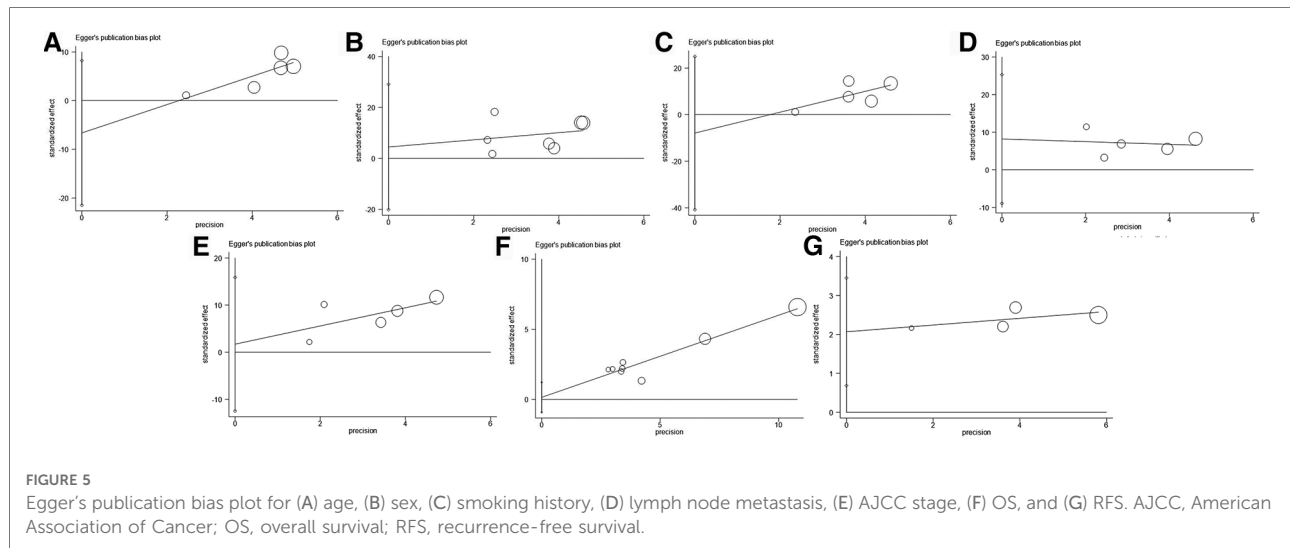 A
Egger's publication bias plot
standardized effect
10
0
-10
-20
0 2 4 6
precision
B
Egger's publication bias plot
standardized effect
40
20
0
-20
0 2 4 6
precision
C
Egger's publication bias plot
standardized effect
20
0
-20
-40
0 2 4 6
precision
D
Egger's publication bias plot
standardized effect
30
20
10
0
-10
0 2 4 6
precision
E
Egger's publication bias plot
standardized effect
20
10
0
-10
0 2 4 6
precision
F
Egger's publication bias plot
standardized effect
10
5
0
0 5 10
precision
G
Egger's publication bias plot
standardized effect
4
3
2
1
0
0 2 4 6
precision
FIGURE 5
Egger's publication bias plot for (A) age, (B) sex, (C) smoking history, (D) lymph node metastasis, (E) AJCC stage, (F) OS, and (G) RFS. AJCC, American
Association of Cancer; OS, overall survival; RFS, recurrence-free survival.